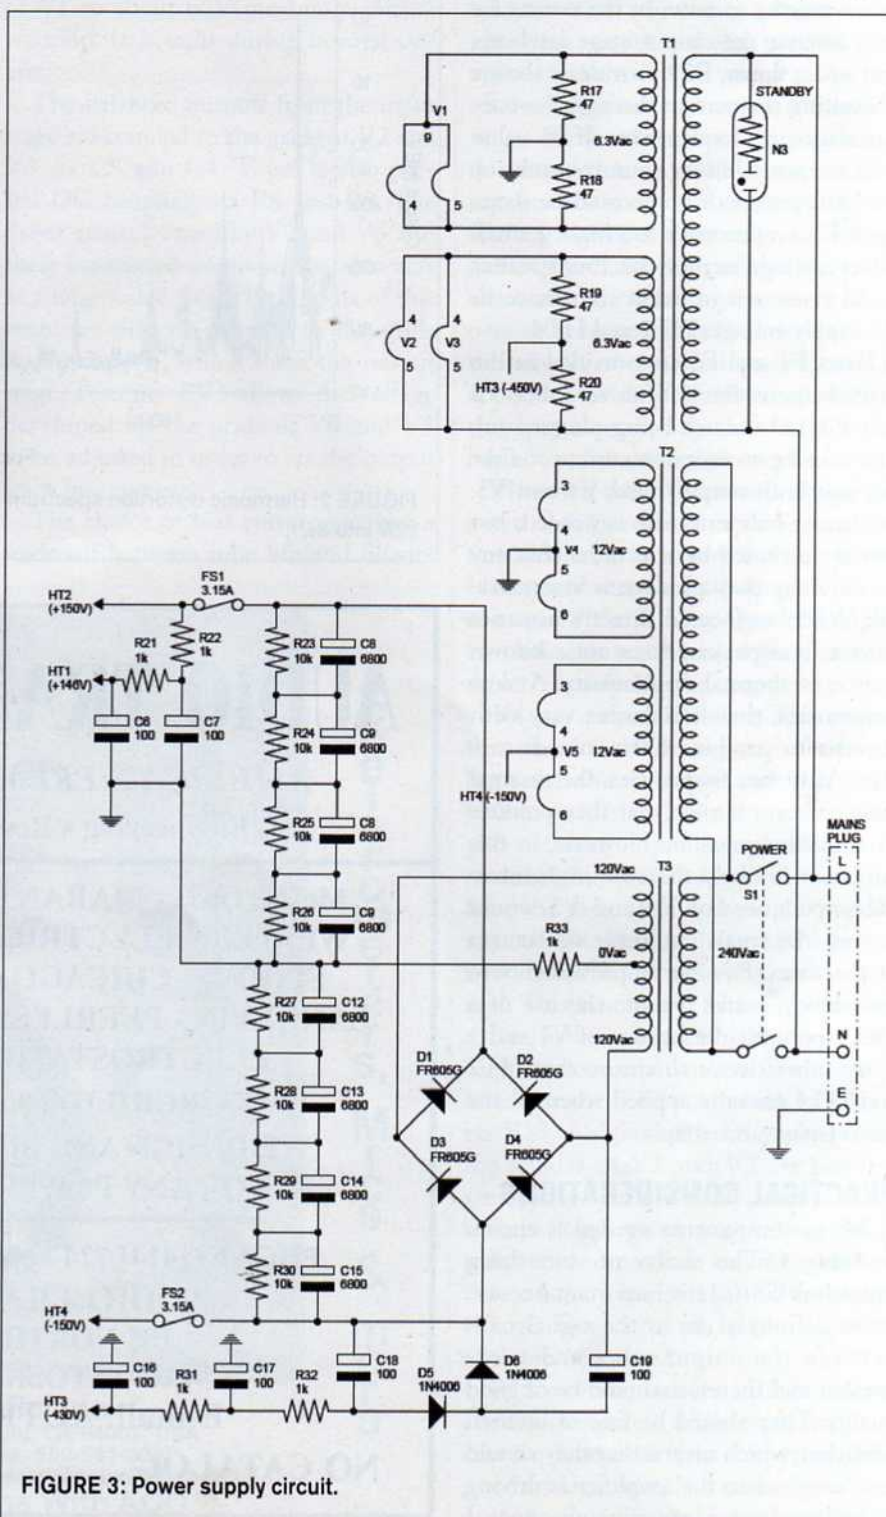 T1
STANDBY
N3
V1
9
4
5
R17
47
6.3Vac
R18
47
4
4
V2
V3
5
5
R19
47
6.3Vac
HT3 (-450V)
R20
47
T2
3
4
V4
12Vac
5
6
3
4
V5
12Vac
5
HT4 (-150V)
6
HT2
(+150V)
FS1
3.15A
R21
1k
R22
1k
HT1
(+146V)
C6
100
C7
100
R23
10k
C8
6800
R24
10k
C9
6800
R25
10k
C8
6800
R26
10k
C9
6800
MAINS
PLUG
POWER
L
S1
120Vac
T3
R33
1k
0Vac
240Vac
120Vac
N
E
R27
10k
C12
6800
R28
10k
C13
6800
R29
10k
C14
6800
R30
10k
C15
6800
D1
FR605G
D2
FR605G
D3
FR605G
D4
FR605G
HT4
(-150V)
FS2
3.15A
C16
100
R31
1k
C17
100
R32
1k
C18
100
D5
1N4006
D6
1N4006
C19
100
HT3
(-430V)
FIGURE 3: Power supply circuit.